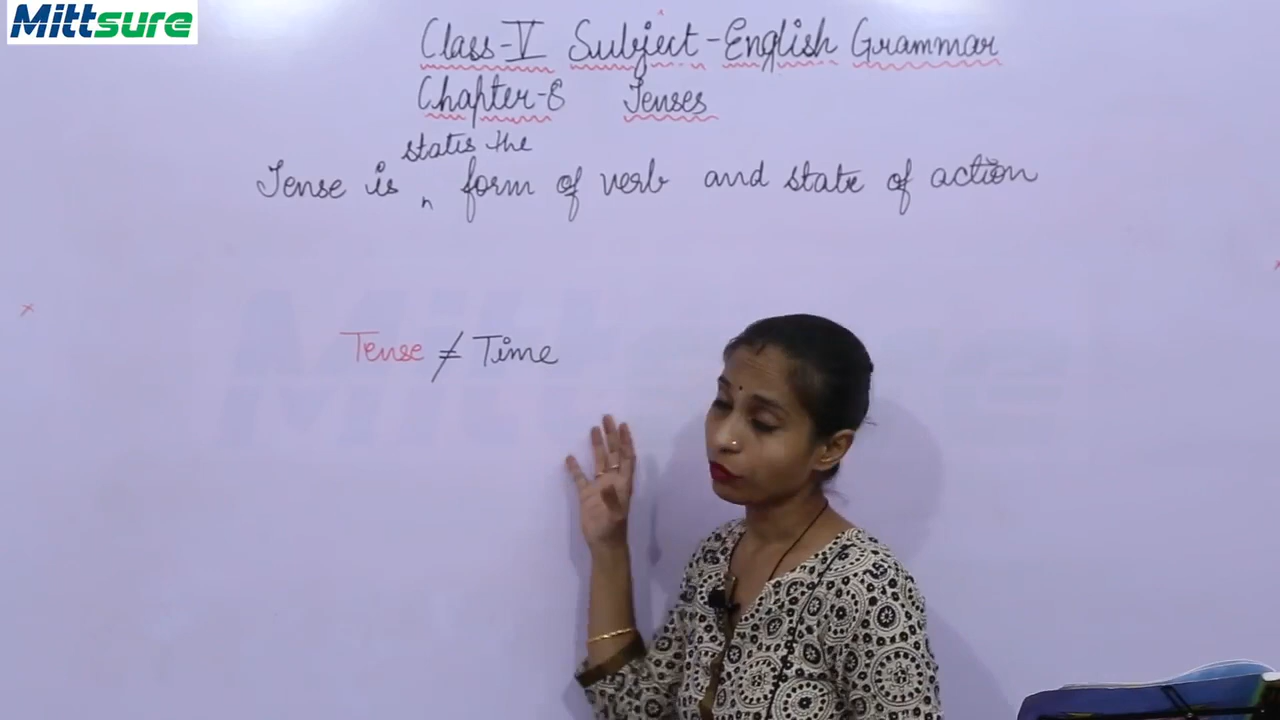 Mittsure
Class-V Subject-English Grammar
Chapter-8 Tenses
states the
Tense is form of verb and state of action
Tense ≠ Time